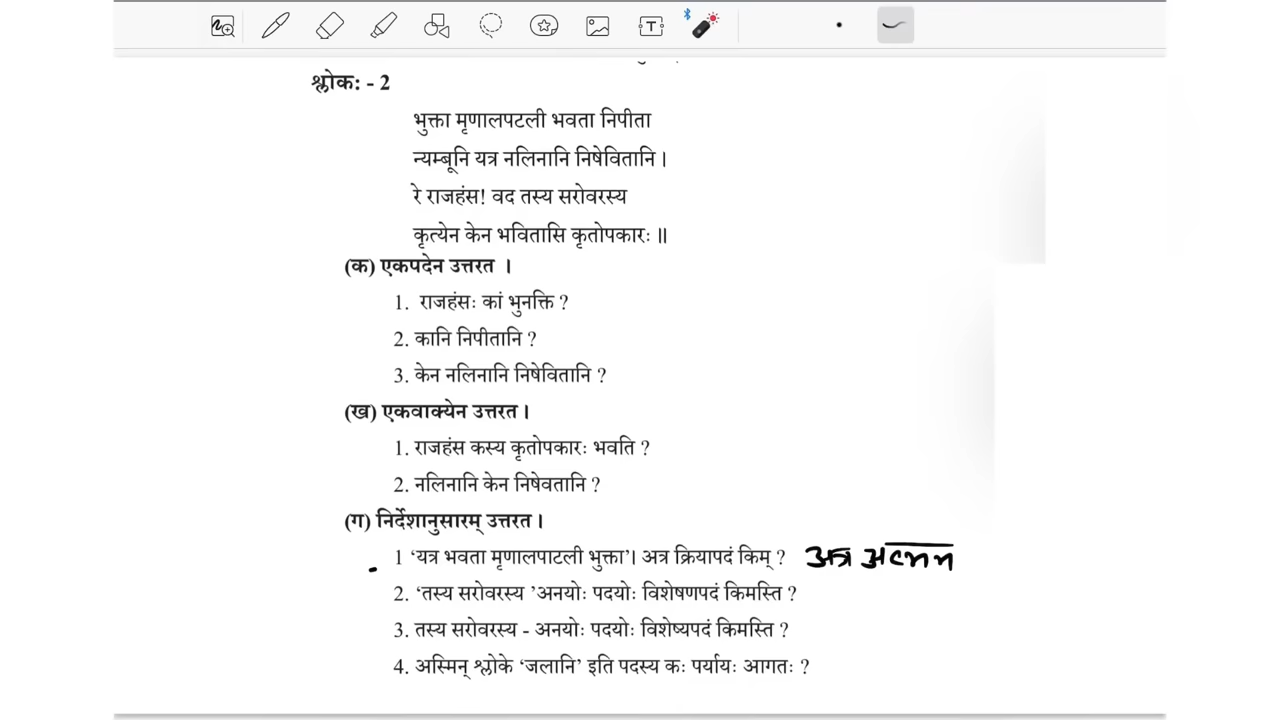 श्लोक: - 2
भुक्ता मृणालपटली भवता निपीता
न्यम्बूनि यत्र नलिनानि निषेवितानि ।
रे राजहंस! वद तस्य सरोवरस्य
कृत्येन केन भवितासि कृतोपकारः ॥
(क) एकपदेन उत्तरत ।
1. राजहंसः कां भुनक्ति ?
2. कानि निपीतानि ?
3. केन नलिनानि निषेवितानि ?
(ख) एकवाक्येन उत्तरत ।
1. राजहंस कस्य कृतोपकारः भवति ?
2. नलिनानि केन निषेवतानि ?
(ग) निर्देशानुसारम् उत्तरत ।
1 ‘यत्र भवता मृणालपाटली भुक्ता’। अत्र क्रियापदं किम् ? अत्र
2. ‘तस्य सरोवरस्य ’अनयोः पदयोः विशेषणपदं किमस्ति ?
3. तस्य सरोवरस्य - अनयोः पदयोः विशेष्यपदं किमस्ति ?
4. अस्मिन् श्लोके ‘जलानि’ इति पदस्य कः पर्यायः आगतः ?